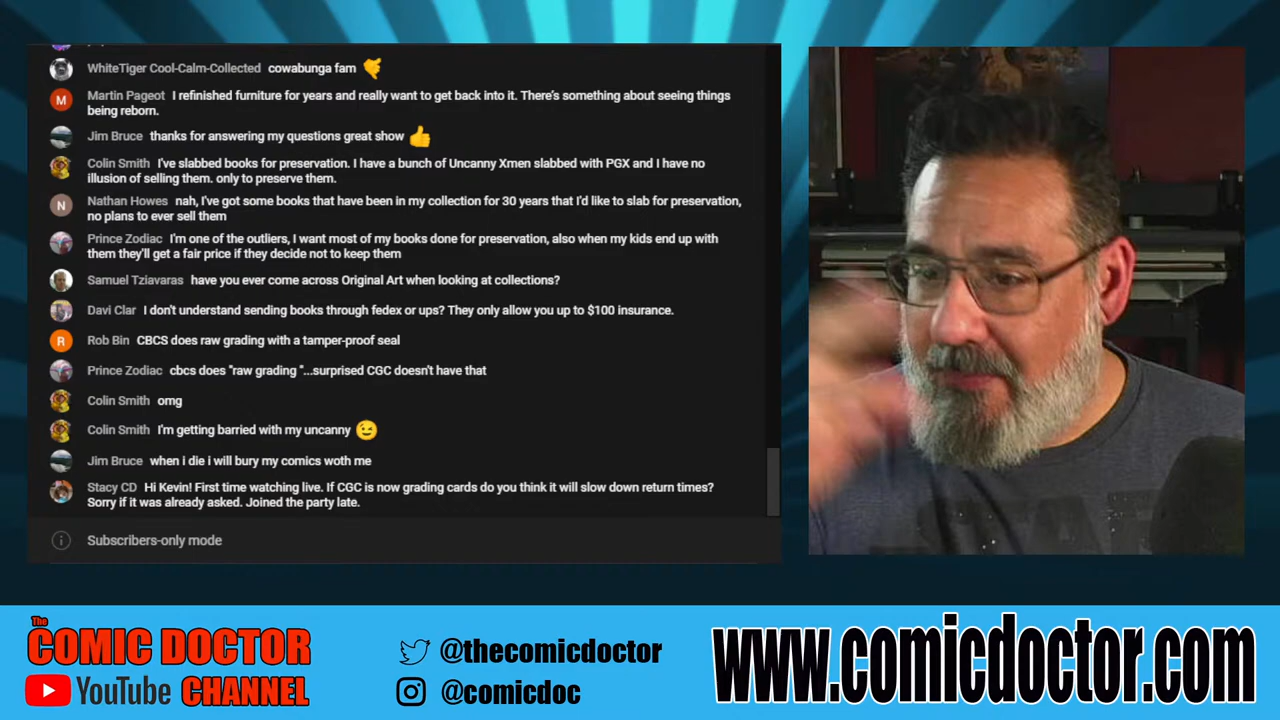 WhiteTiger Cool-Calm-Collected cowabunga fam
M Martin Pageot I refinished furniture for years and really want to get back into it. There's something about seeing things
being reborn.
Jim Bruce thanks for answering my questions great show
Colin Smith I've slabbed books for preservation. I have a bunch of Uncanny Xmen slabbed with PGX and I have no
illusion of selling them. only to preserve them.
N Nathan Howes nah, I've got some books that have been in my collection for 30 years that I'd like to slab for preservation,
no plans to ever sell them
Prince Zodiac I'm one of the outliers, I want most of my books done for preservation, also when my kids end up with
them they'll get a fair price if they decide not to keep them
Samuel Tziavaras have you ever come across Original Art when looking at collections?
Davi Clar I don't understand sending books through fedex or ups? They only allow you up to $100 insurance.
R Rob Bin CBCS does raw grading with a tamper-proof seal
Prince Zodiac cbcs does "raw grading "...surprised CGC doesn't have that
Colin Smith omg
Colin Smith I'm getting barried with my uncanny
Jim Bruce when i die i will bury my comics woth me
Stacy CD Hi Kevin! First time watching live. If CGC is now grading cards do you think it will slow down return times?
Sorry if it was already asked. Joined the party late.
Subscribers-only mode
The
COMIC DOCTOR
YouTube CHANNEL
@thecomicdoctor
@comicdoc
www.comicdoctor.com